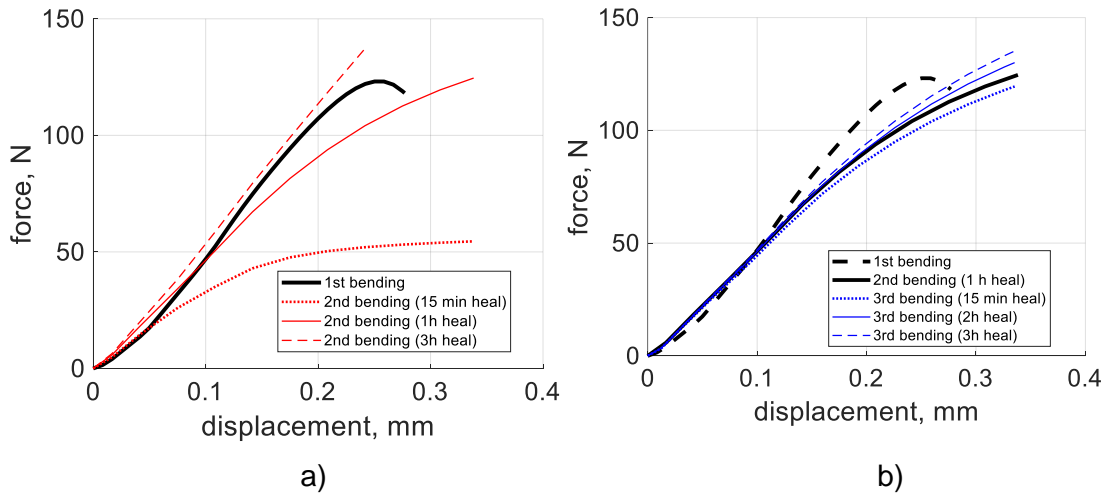 150
100
50
0
force, N
0
0.1
0.2
0.3
0.4
displacement, mm
1st bending
2nd bending (15 min heal)
2nd bending (1h heal)
2nd bending (3h heal)
a)
150
100
50
0
force, N
0
0.1
0.2
0.3
0.4
displacement, mm
1st bending
2nd bending (1 h heal)
3rd bending (15 min heal)
3rd bending (2h heal)
3rd bending (3h heal)
b)